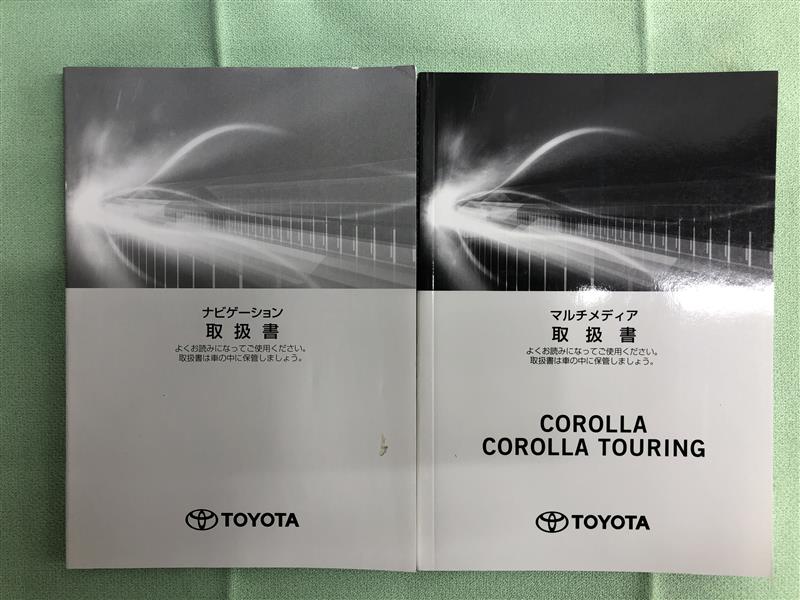 ナビゲーション
取扱書
よくお読みになってご使用ください。
取扱書は車の中に保管しましょう。
TOYOTA
マルチメディア
取扱書
よくお読みになってご使用ください。
取扱書は車の中に保管しましょう。
COROLLA
COROLLA TOURING
TOYOTA